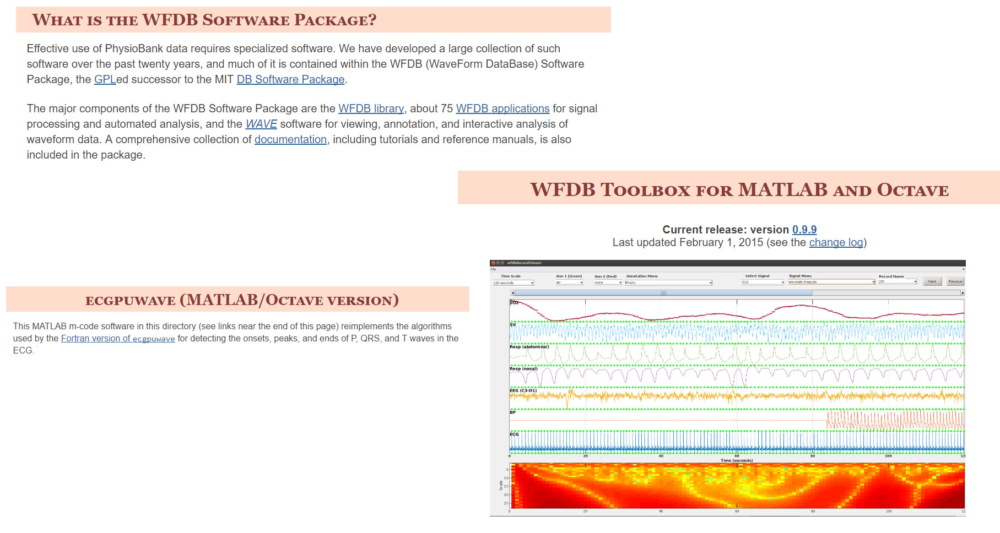 What is the WFDB Software Package?
Effective use of PhysioBank data requires specialized software. We have developed a large collection of such
software over the past twenty years, and much of it is contained within the WFDB (WaveForm DataBase) Software
Package, the GPLed successor to the MIT DB Software Package.
The major components of the WFDB Software Package are the WFDB library, about 75 WFDB applications for signal
processing and automated analysis, and the WAVE software for viewing, annotation, and interactive analysis of
waveform data. A comprehensive collection of documentation, including tutorials and reference manuals, is also
included in the package.
WFDB Toolbox for MATLAB and Octave
Current release: version 0.9.9
Last updated February 1, 2015 (see the change log)
ecgpuwave (MATLAB/Octave version)
This MATLAB m-code software in this directory (see links near the end of this page) reimplements the algorithms
used by the Fortran version of ecgpuwave for detecting the onsets, peaks, and ends of P, QRS, and T waves in the
ECG.
wfdbRecordViewer
File
Time Scale Ann 1 (Green) Ann 2 (Red) Annotation Menu Select Signal Signal Menu Record Name
120 seconds atr none Empty ECG Wavelets Analysis 100 Next Previous
SO2
SV
Resp (abdominal)
Resp (nasal)
EEG (C3-O1)
BP
ECG
0 20 40 60 80 100 12
Time (seconds)
Scale
5
10
15
20
25
0 20 40 60 80 100 12